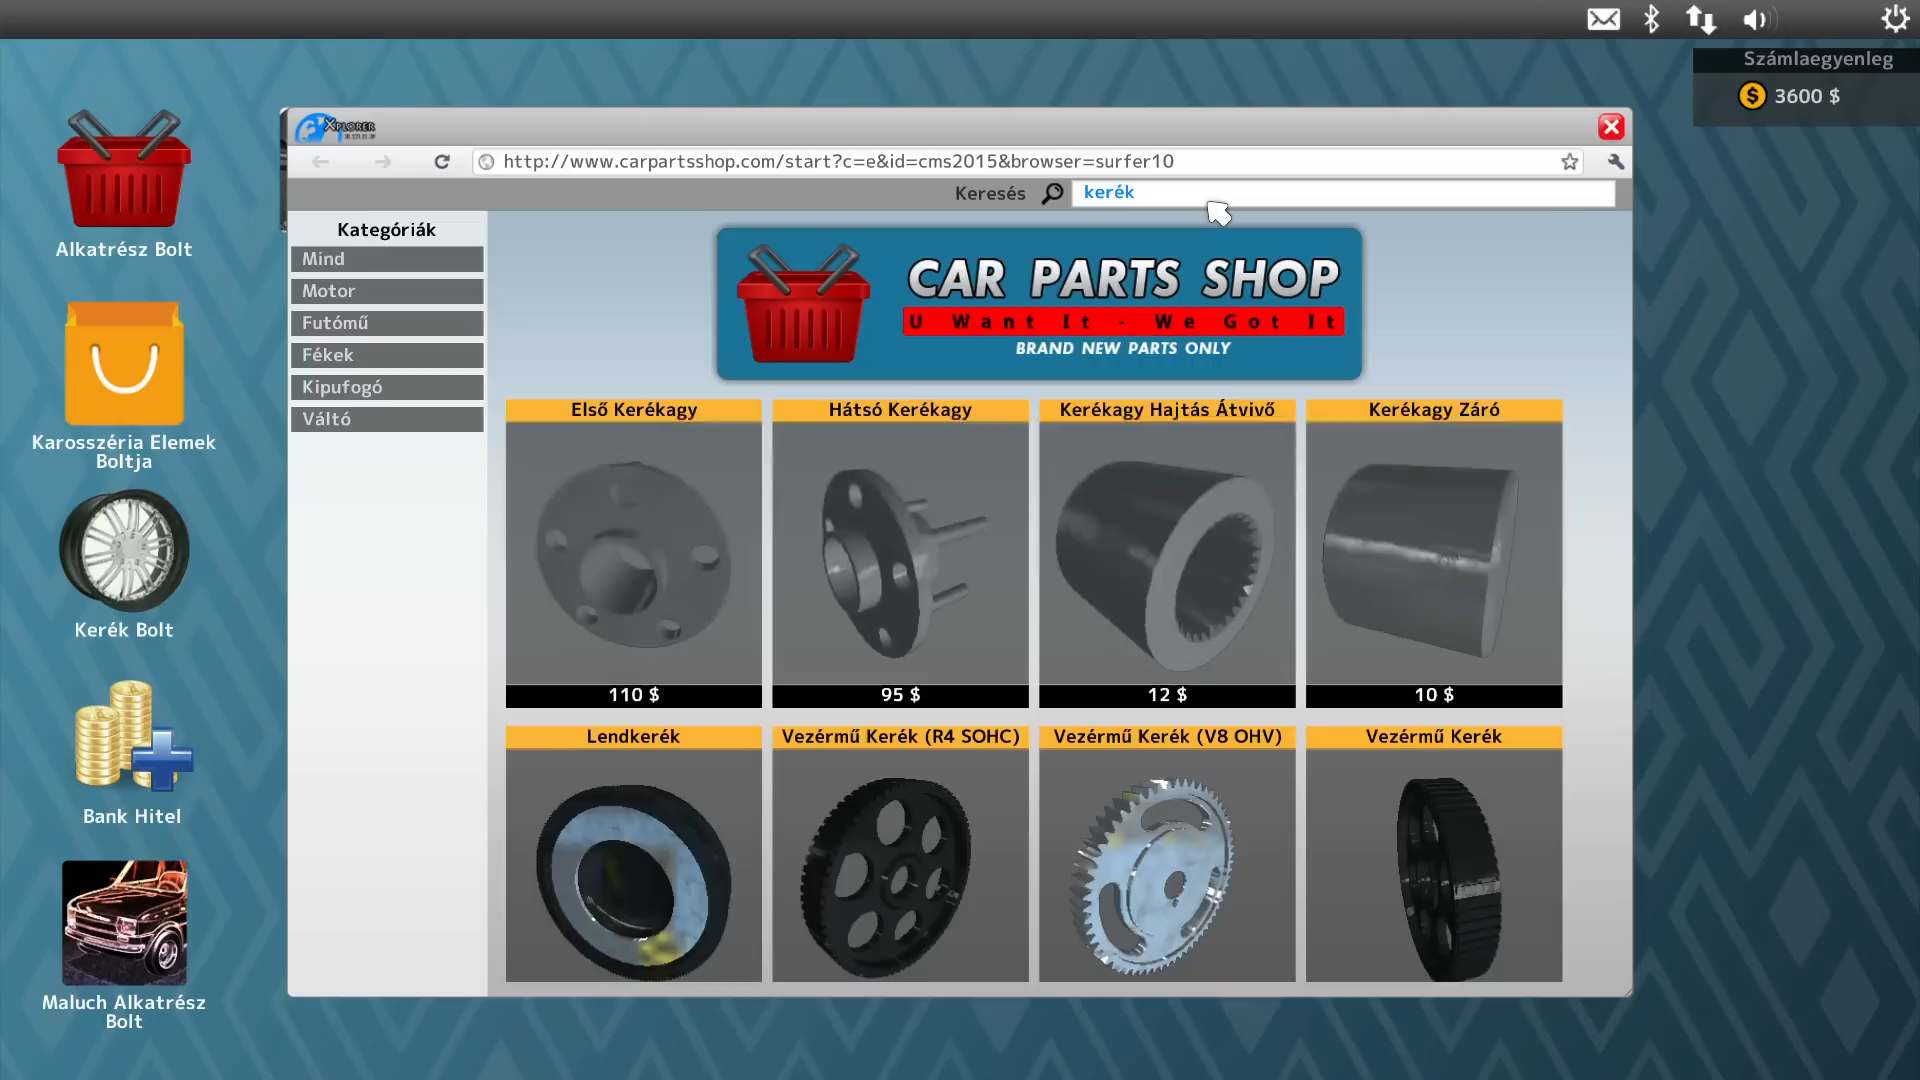 Számlaegyenleg
3600 $
Alkatrész Bolt
Karosszéria Elemek
Boltja
Kerék Bolt
Bank Hitel
Maluch Alkatrész
Bolt
XPLORER
http://www.carpartsshop.com/start?c=e&id=cms2015&browser=surfer10
Keresés kerék
Kategóriák
Mind
Motor
Futómű
Fékek
Kipufogó
Váltó
CAR PARTS SHOP
U Want It - We Got It
BRAND NEW PARTS ONLY
Első Kerékagy
110 $
Hátsó Kerékagy
95 $
Kerékagy Hajtás Átvivő
12 $
Kerékagy Záró
10 $
Lendkerék
Vezérmű Kerék (R4 SOHC)
Vezérmű Kerék (V8 OHV)
Vezérmű Kerék